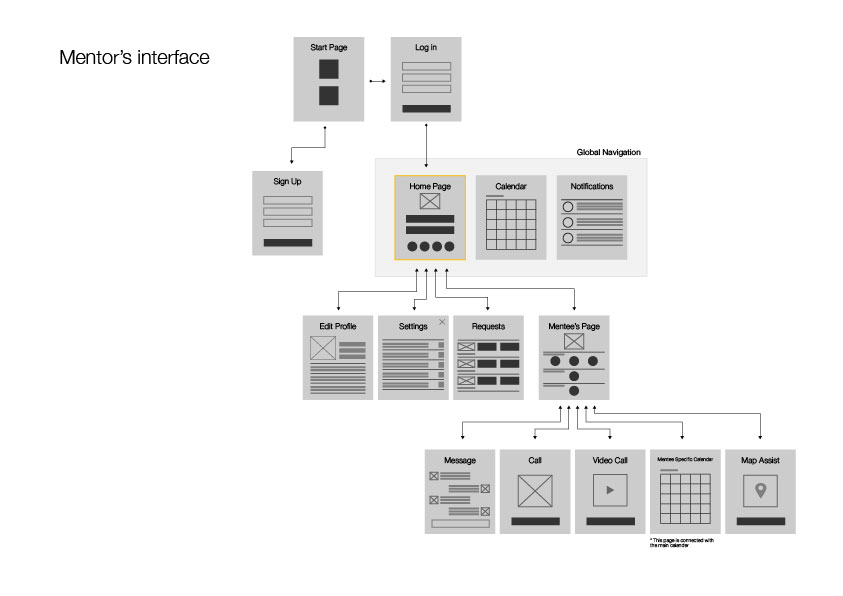 Mentor's interface
Start Page
Log in
Sign Up
Global Navigation
Home Page
Calendar
Notifications
Edit Profile
Settings
Requests
Mentee's Page
Message
Call
Video Call
Mentee Specific Calendar
Map Assist
* This page is connected with
the main calender